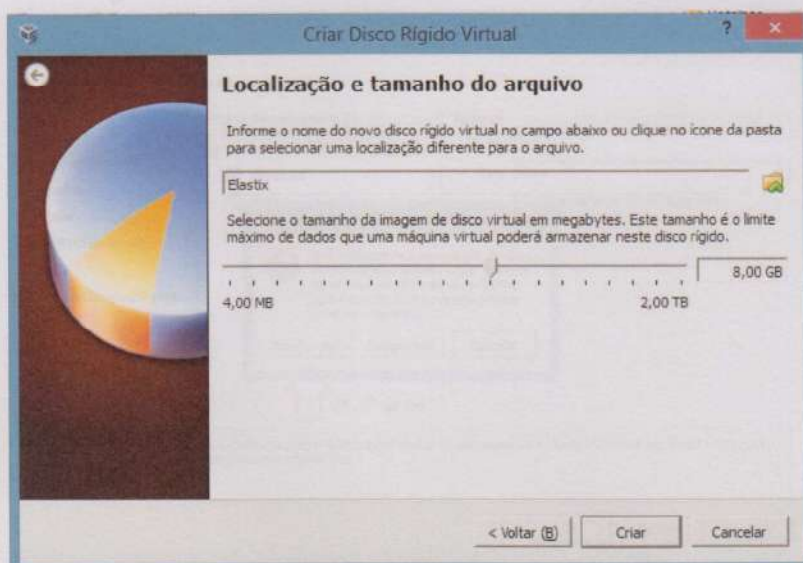 Criar Disco Rígido Virtual
?
Localização e tamanho do arquivo
Informe o nome do novo disco rígido virtual no campo abaixo ou clique no ícone da pasta
para selecionar uma localização diferente para o arquivo.
Elastix
Selecione o tamanho da imagem de disco virtual em megabytes. Este tamanho é o limite
máximo de dados que uma máquina virtual poderá armazenar neste disco rígido.
8,00 GB
4,00 MB
2,00 TB
< Voltar (B)
Criar
Cancelar